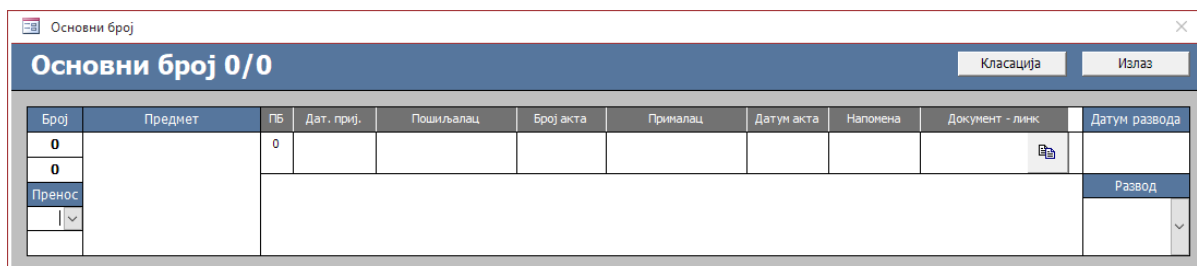 Основни број
Основни број 0/0
Класација
Излаз
Број Предмет ПБ Дат. приј. Пошиљалац Број акта Прималац Датум акта Напомена Документ - линк Датум развода
0 0
0
Пренос Развод